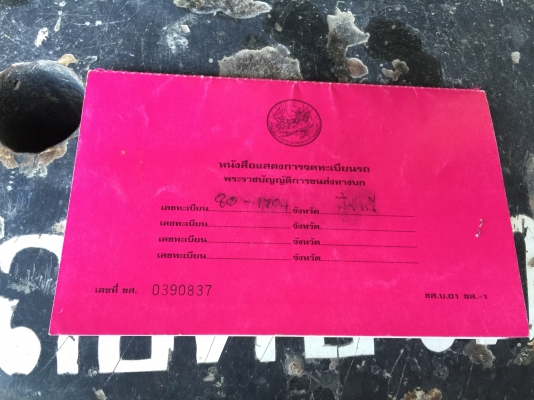 หนังสือแสดงการจดทะเบียนรถ
พระราชบัญญัติการขนส่งทางบก
เลขทะเบียน 80-1704 จังหวัด
เลขทะเบียน จังหวัด
เลขทะเบียน จังหวัด
เลขทะเบียน จังหวัด
เลขที่ ขส. 0390837
ขส.บ.01 ขส.-1